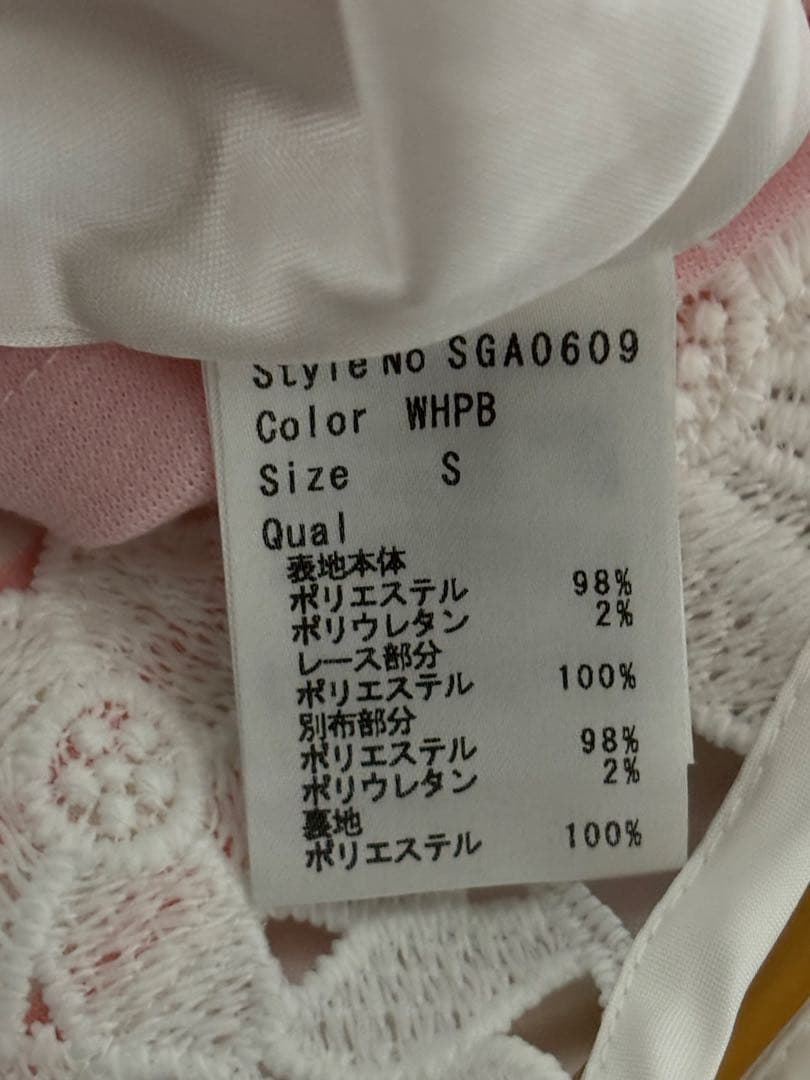 Style No SGA0609
Color WHPB
Size S
Qual
表地本体
ポリエステル 98%
ポリウレタン 2%
レース部分
ポリエステル 100%
別布部分
ポリエステル 98%
ポリウレタン 2%
裏地
ポリエステル 100%